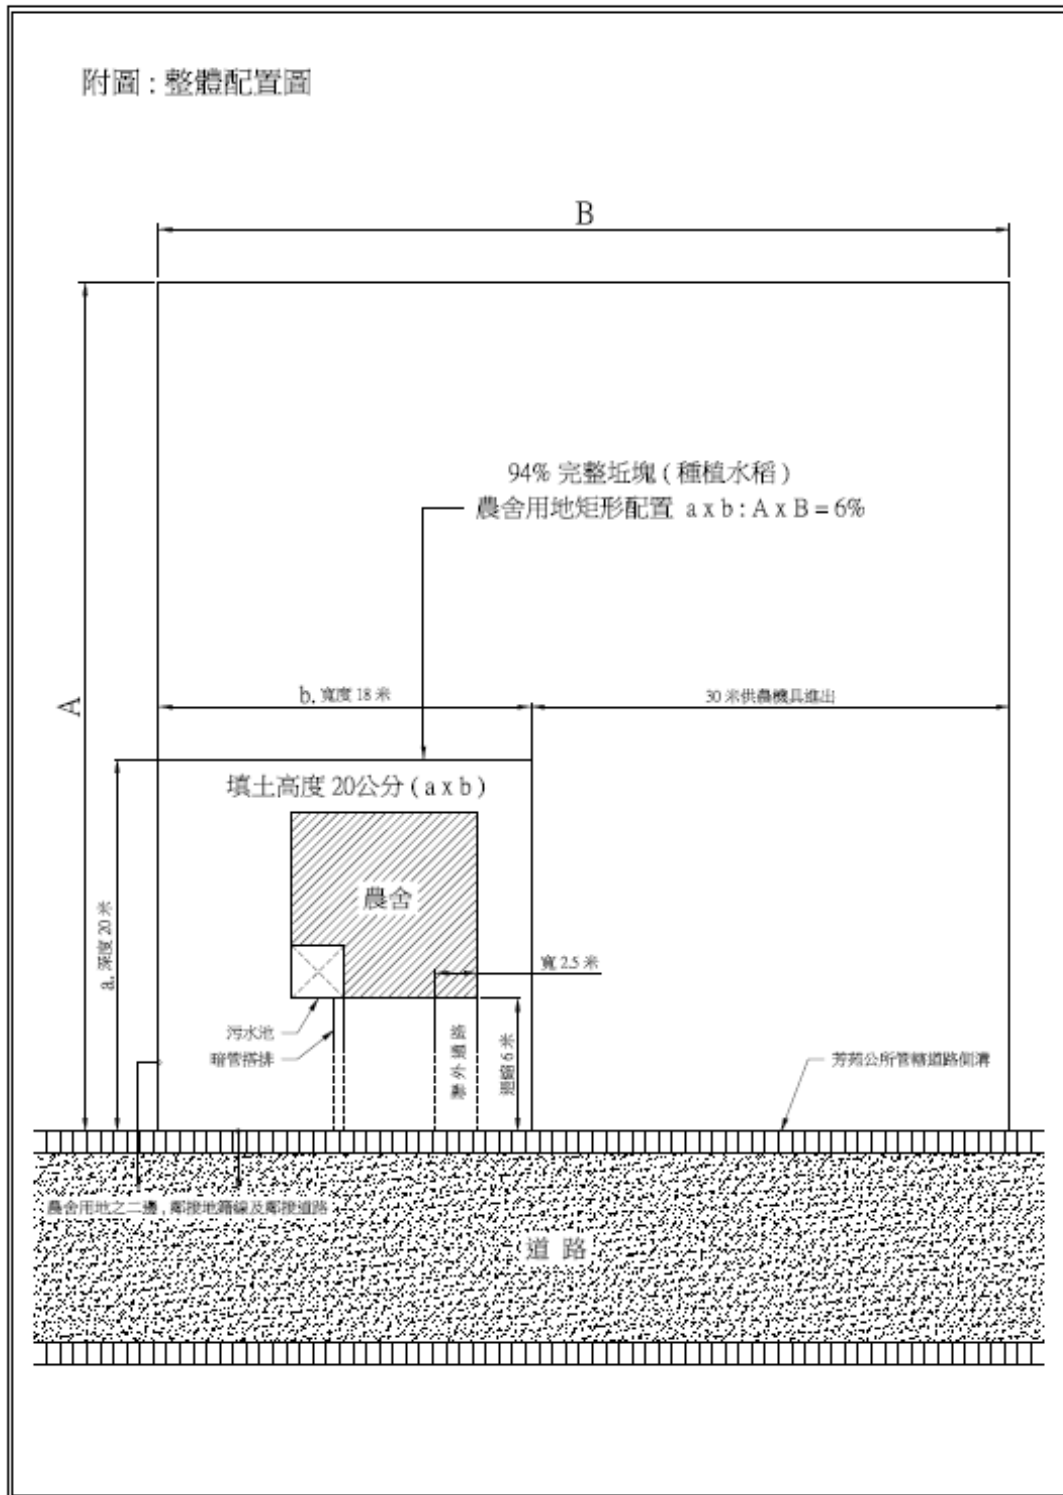 附圖：整體配置圖
B
A
94% 完整坵塊 ( 種植水稻 )
農舍用地矩形配置 a x b : A x B = 6%
b. 寬度 18 米
30 米供農機具進出
填土高度 20公分 ( a x b )
農舍
a. 深度 20 米
寬 2.5 米
污水池
暗管搭排
聯外道路
退縮 6 米
芳苑公所管轄道路側溝
農舍用地之二邊 , 鄰接地籍線及鄰接道路
道 路